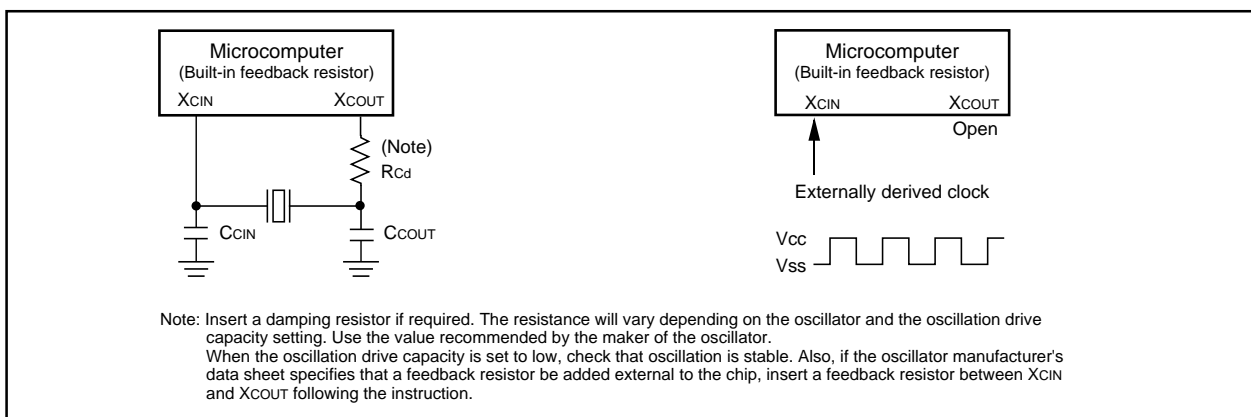 Microcomputer
(Built-in feedback resistor)
XCIN XCOUT
(Note)
RCd
CCIN CCOUT
Microcomputer
(Built-in feedback resistor)
XCIN XCOUT
Open
Externally derived clock
Vcc
Vss
Note: Insert a damping resistor if required. The resistance will vary depending on the oscillator and the oscillation drive
capacity setting. Use the value recommended by the maker of the oscillator.
When the oscillation drive capacity is set to low, check that oscillation is stable. Also, if the oscillator manufacturer's
data sheet specifies that a feedback resistor be added external to the chip, insert a feedback resistor between XCIN
and XCOUT following the instruction.